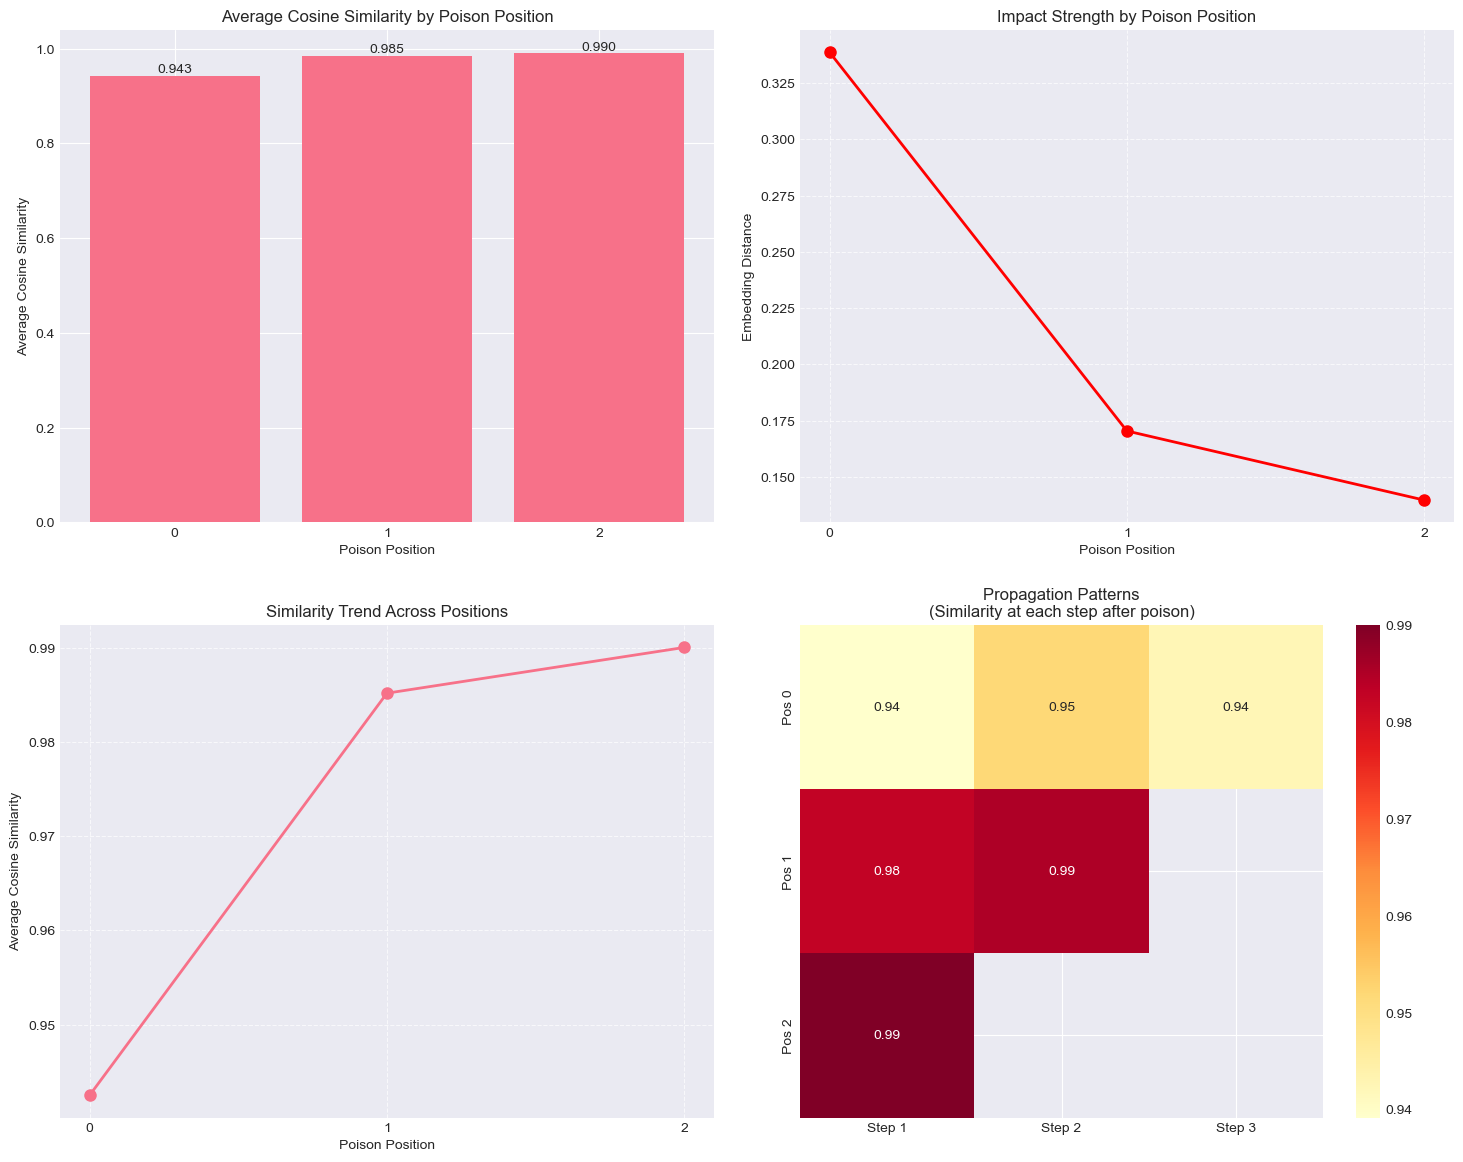 Average Cosine Similarity by Poison Position
Average Cosine Similarity
1.0
0.8
0.6
0.4
0.2
0.0
0.943
0.985
0.990
0
1
2
Poison Position
Impact Strength by Poison Position
Embedding Distance
0.325
0.300
0.275
0.250
0.225
0.200
0.175
0.150
0
1
2
Poison Position
Similarity Trend Across Positions
Average Cosine Similarity
0.99
0.98
0.97
0.96
0.95
0
1
2
Poison Position
Propagation Patterns
(Similarity at each step after poison)
Pos 0
0.94
0.95
0.94
Pos 1
0.98
0.99
Pos 2
0.99
Step 1
Step 2
Step 3
0.99
0.98
0.97
0.96
0.95
0.94